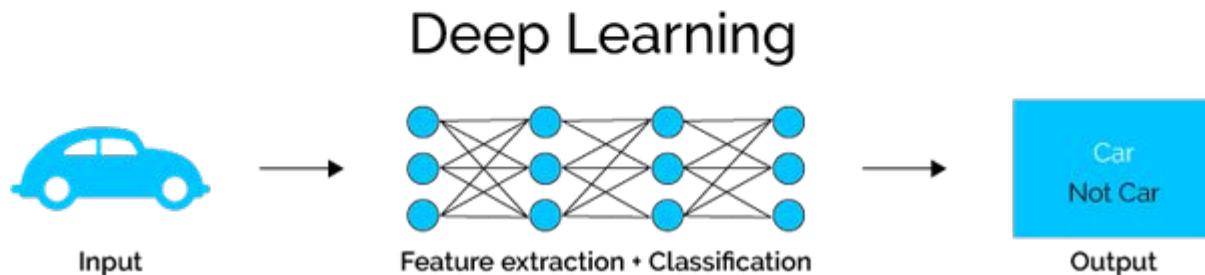 Deep Learning
Car
Not Car
Input
Feature extraction + Classification
Output